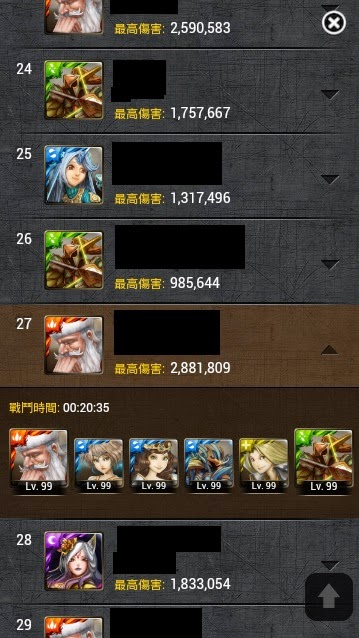 最高傷害: 2,590,583
24
最高傷害: 1,757,667
25
最高傷害: 1,317,496
26
最高傷害: 985,644
27
最高傷害: 2,881,809
戰鬥時間: 00:20:35
Lv. 99 Lv. 99 Lv. 99 Lv. 99 Lv. 99 Lv. 99
28
最高傷害: 1,833,054
29